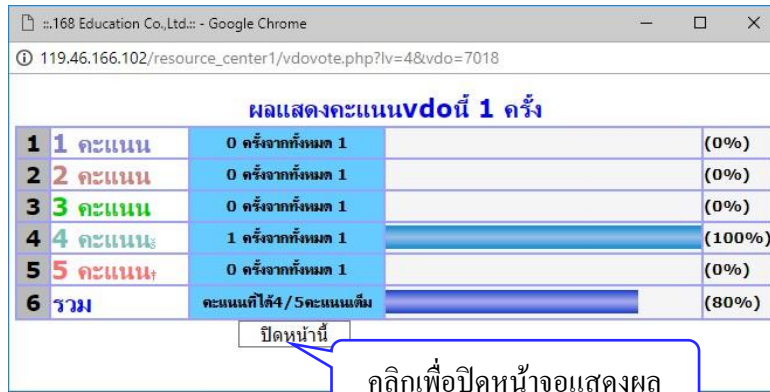 ::.168 Education Co.,Ltd.:: - Google Chrome
119.46.166.102/resource_center1/vdovote.php?lv=4&vdo=7018
ผลแสดงคะแนนvdoนี้ 1 ครั้ง
1 1 คะแนน 0 ครั้งจากทั้งหมด 1 (0%)
2 2 คะแนน 0 ครั้งจากทั้งหมด 1 (0%)
3 3 คะแนน 0 ครั้งจากทั้งหมด 1 (0%)
4 4 คะแนน 1 ครั้งจากทั้งหมด 1 (100%)
5 5 คะแนน 0 ครั้งจากทั้งหมด 1 (0%)
6 รวม คะแนนที่ได้4/5คะแนนเต็ม (80%)
ปิดหน้านี้
คลิกเพื่อปิดหน้าจอแสดงผล